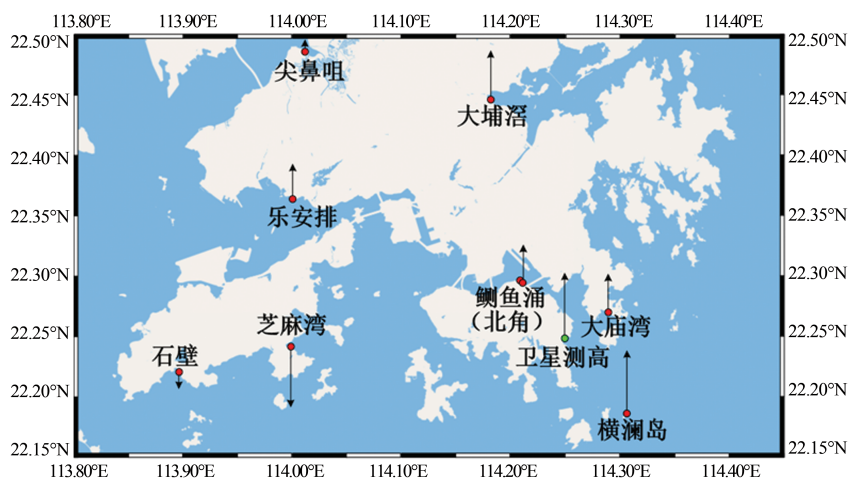 113.80°E 113.90°E 114.00°E 114.10°E 114.20°E 114.30°E 114.40°E
22.50°N 22.50°N
尖鼻咀
22.45°N 22.45°N
大埔滘
22.40°N 22.40°N
乐安排
22.35°N 22.35°N
22.30°N 22.30°N
鲗鱼涌
（北角）
芝麻湾
大庙湾
22.25°N 22.25°N
石壁
卫星测高
22.20°N 22.20°N
横澜岛
22.15°N 22.15°N
113.80°E 113.90°E 114.00°E 114.10°E 114.20°E 114.30°E 114.40°E